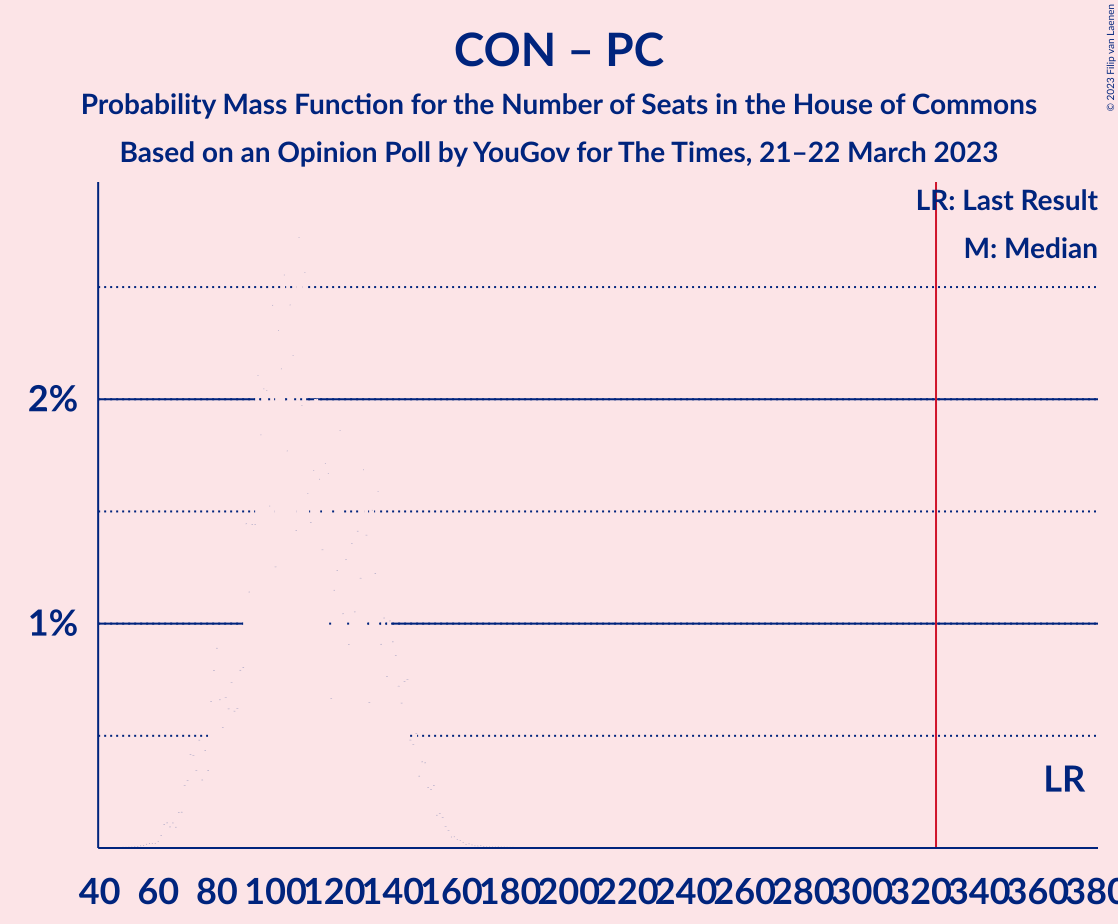 CON – PC
Probability Mass Function for the Number of Seats in the House of Commons
Based on an Opinion Poll by YouGov for The Times, 21–22 March 2023
© 2023 Filip van Laenen
LR: Last Result
M: Median
2%
1%
LR
40 60 80 100 120 140 160 180 200 220 240 260 280 300 320 340 360 380